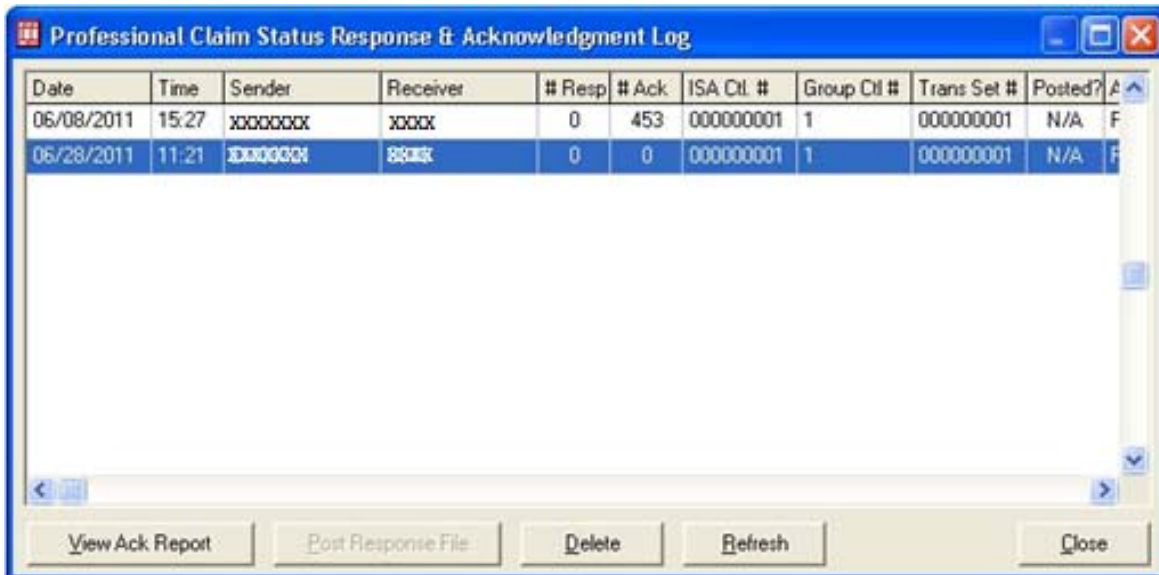 Professional Claim Status Response & Acknowledgment Log
Date Time Sender Receiver # Resp # Ack ISA Ctl. # Group Ctl # Trans Set # Posted? A
06/08/2011 15:27 XXXXXXXX XXXX 0 453 000000001 1 000000001 N/A F
06/28/2011 11:21 0 0 000000001 1 000000001 N/A F
View Ack Report Post Response File Delete Refresh Close